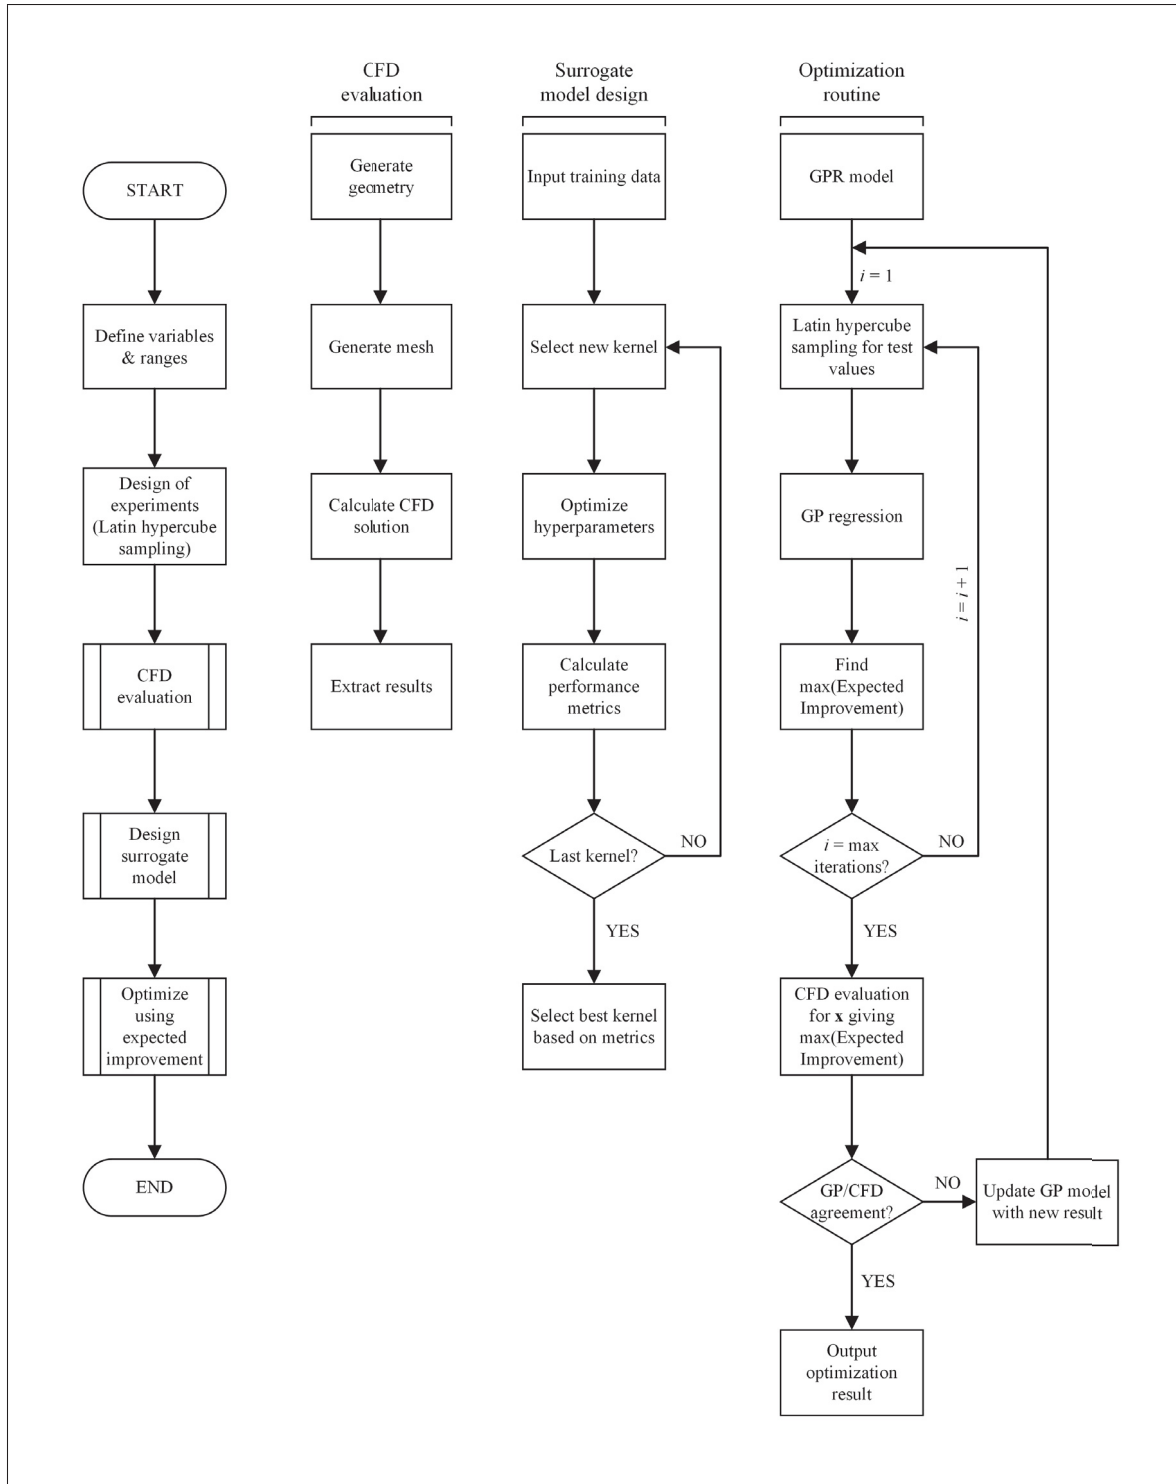 START
Define variables
& ranges
Design of
experiments
(Latin hypercube
sampling)
CFD
evaluation
Design
surrogate
model
Optimize
using
expected
improvement
END
CFD
evaluation
Generate
geometry
Generate mesh
Calculate CFD
solution
Extract results
Surrogate
model design
Input training data
Select new kernel
Optimize
hyperparameters
Calculate
performance
metrics
Last kernel?
NO
YES
Select best kernel
based on metrics
Optimization
routine
GPR model
i = 1
Latin hypercube
sampling for test
values
GP regression
i = i + 1
Find
max(Expected
Improvement)
i = max
iterations?
NO
YES
CFD evaluation
for x giving
max(Expected
Improvement)
GP/CFD
agreement?
NO
Update GP model
with new result
YES
Output
optimization
result